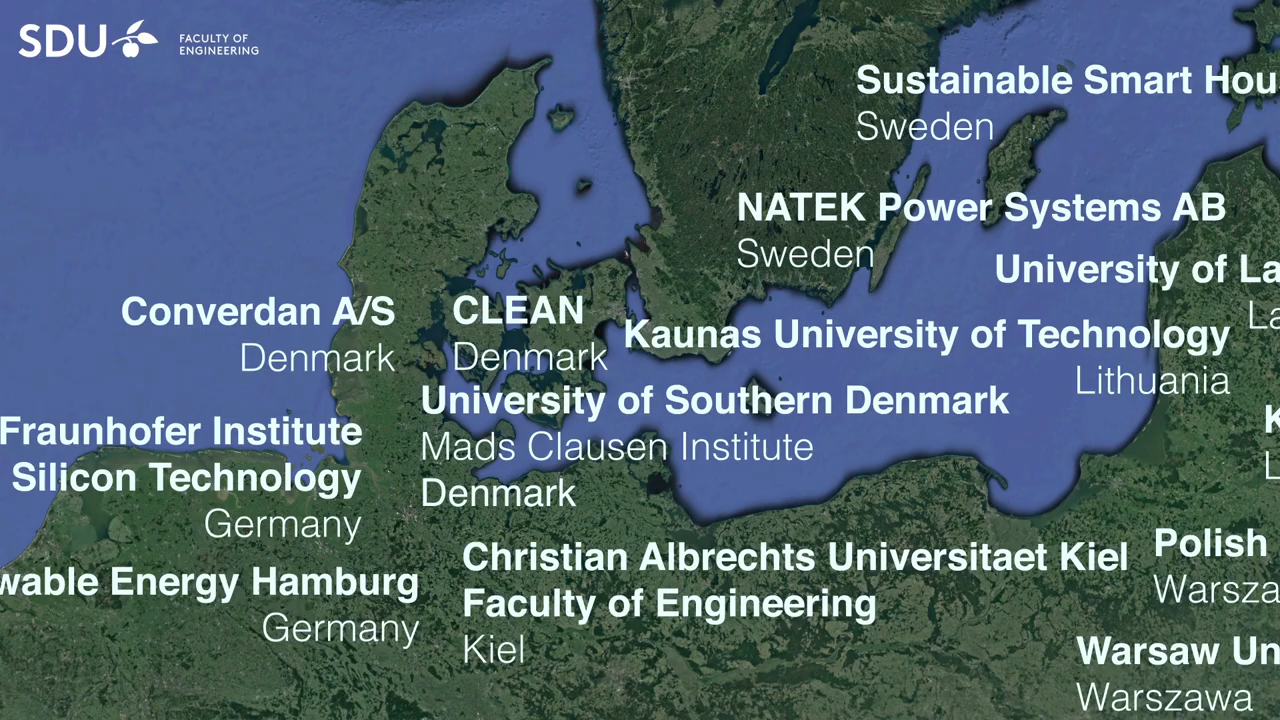 SDU
FACULTY OF
ENGINEERING
Sustainable Smart Hou
Sweden
NATEK Power Systems AB
Sweden
University of La
La
Converdan A/S
Denmark
CLEAN
Denmark
Kaunas University of Technology
Lithuania
University of Southern Denmark
Mads Clausen Institute
Denmark
Fraunhofer Institute
Silicon Technology
Germany
K
L
wable Energy Hamburg
Germany
Christian Albrechts Universitaet Kiel
Faculty of Engineering
Kiel
Polish
Warsza
Warsaw Un
Warszawa